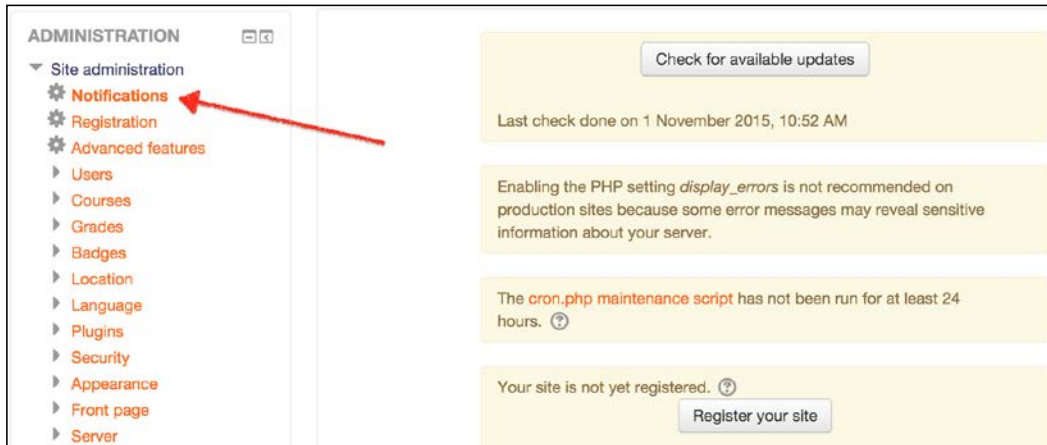 ADMINISTRATION
Site administration
Notifications
Registration
Advanced features
Users
Courses
Grades
Badges
Location
Language
Plugins
Security
Appearance
Front page
Server
Check for available updates
Last check done on 1 November 2015, 10:52 AM
Enabling the PHP setting display_errors is not recommended on
production sites because some error messages may reveal sensitive
information about your server.
The cron.php maintenance script has not been run for at least 24
hours.
Your site is not yet registered.
Register your site